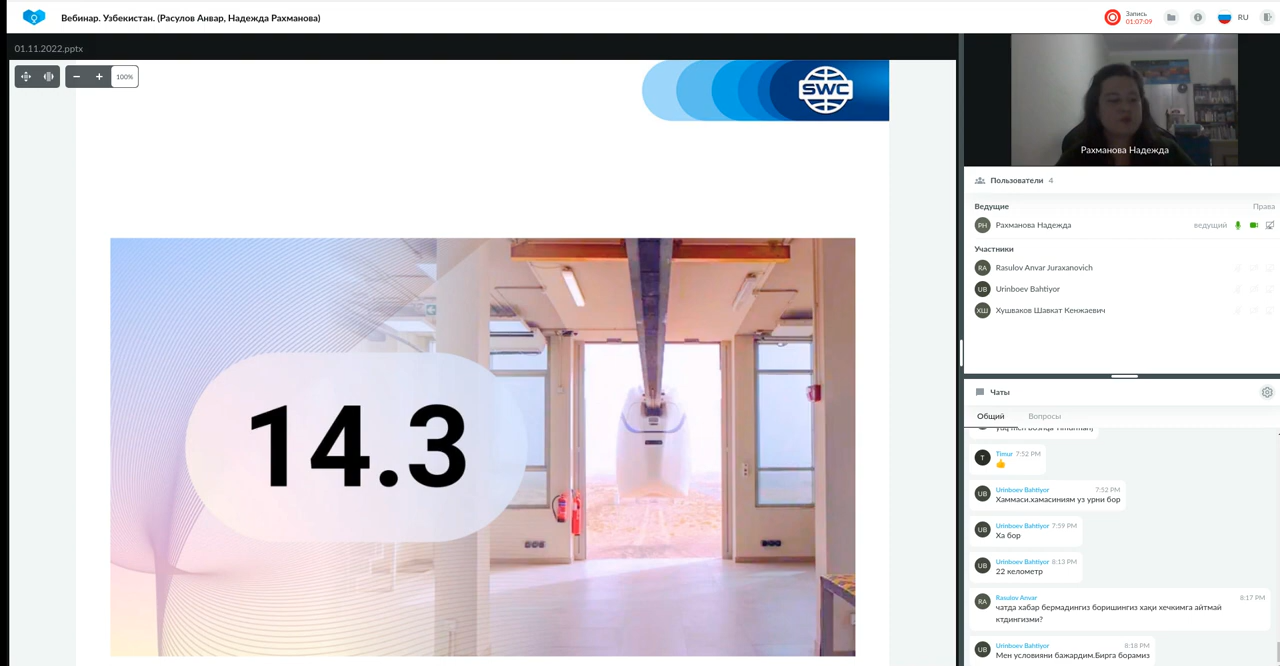 Вебинар. Узбекистан. (Расулов Анвар, Надежда Рахманова)
Запись
01:07:09
RU
01.11.2022.pptx
100%
SWC
14.3
Рахманова Надежда
Пользователи 4
Ведущие Права
РН Рахманова Надежда ведущий
Участники
RA Rasulov Anvar Juraxanovich
UB Urinboev Bahtiyor
ХШ Хушваков Шавкат Кенжаевич
Чаты
Общий Вопросы
T Timur 7:52 PM
UB Urinboev Bahtiyor 7:52 PM
Хаммаси.хамасиниям уз урни бор
UB Urinboev Bahtiyor 7:59 PM
Ха бор
UB Urinboev Bahtiyor 8:13 PM
22 келометр
RA Rasulov Anvar 8:17 PM
чатда хабар бермадингиз боришингиз хақи хечкимга айтмай
ктдингизми?
UB Urinboev Bahtiyor 8:18 PM
Мен условияни бажардим.Бирга борамиз